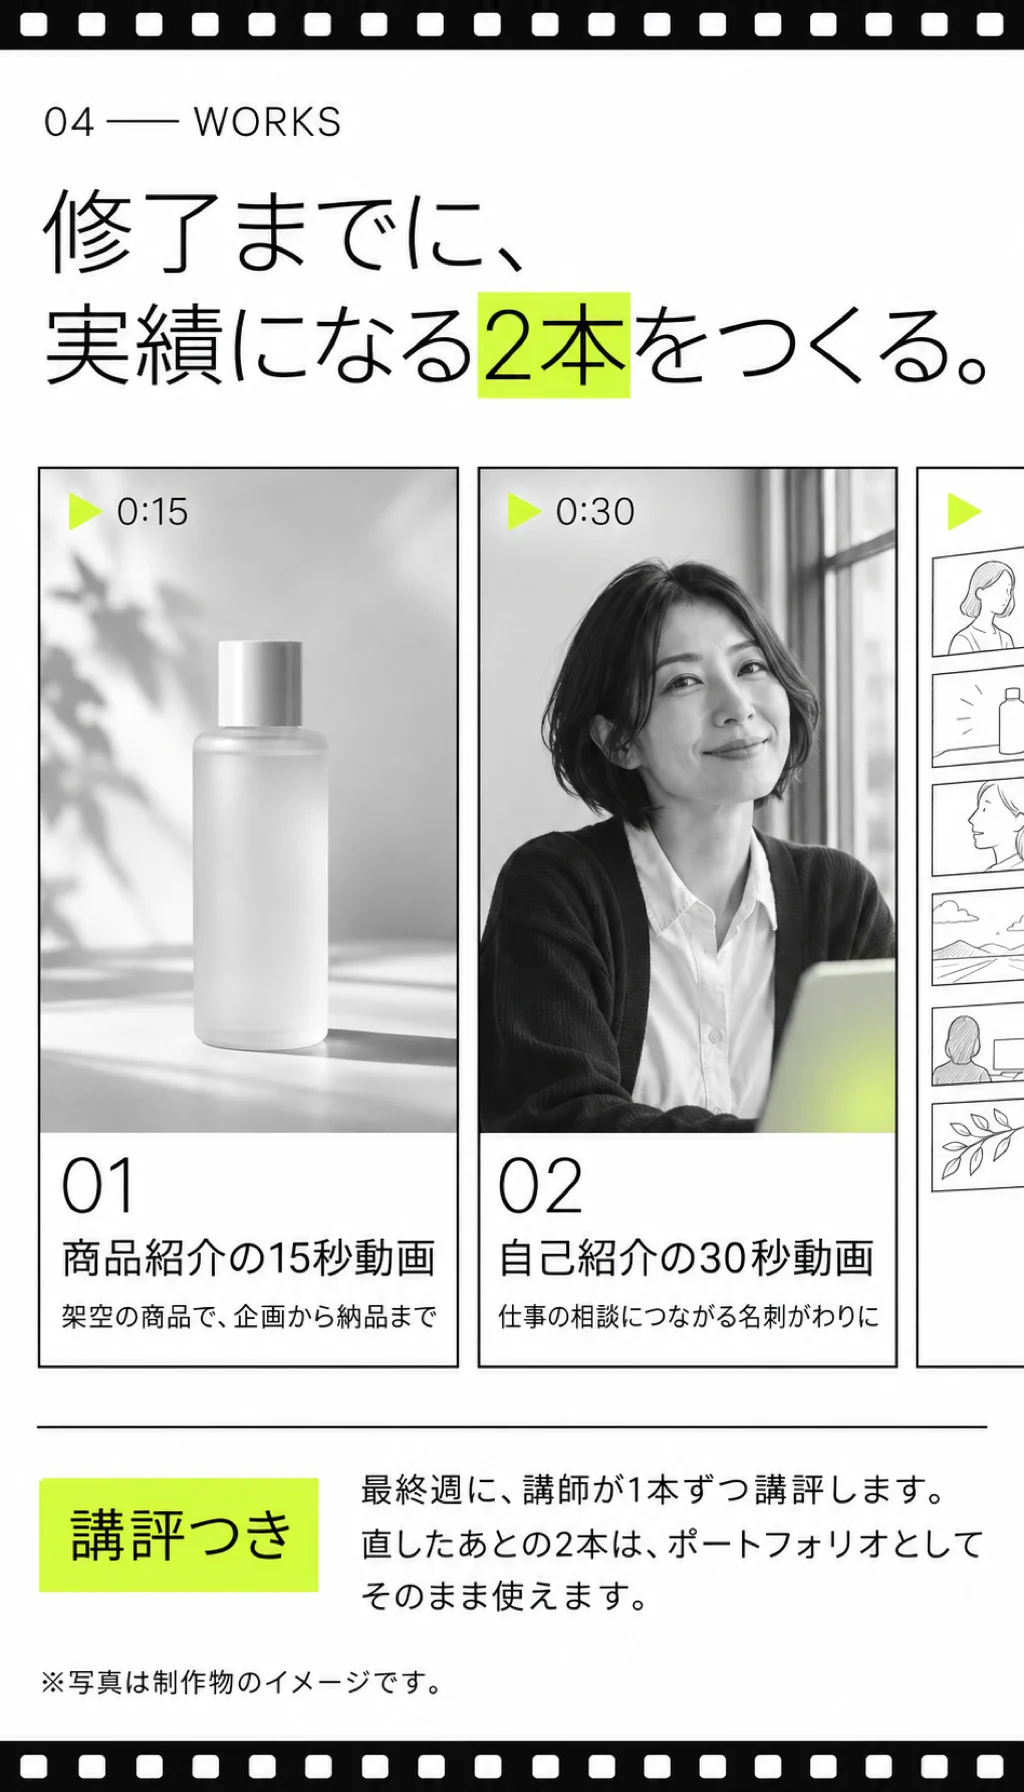 04 — WORKS
修了までに、
実績になる2本をつくる。
0:15
0:30
01
商品紹介の15秒動画
架空の商品で、企画から納品まで
02
自己紹介の30秒動画
仕事の相談につながる名刺がわりに
講評つき
最終週に、講師が1本ずつ講評します。
直したあとの2本は、ポートフォリオとして
そのまま使えます。
※写真は制作物のイメージです。